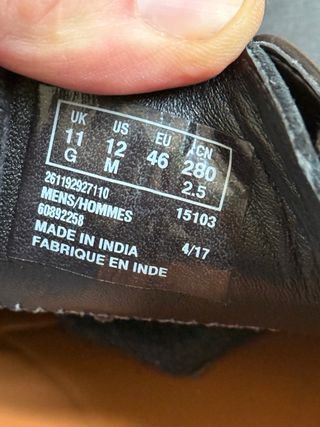 UK US EU CN
11 12 46 280
G M 2.5
261192927110
MENS/HOMMES 15103
60892258
MADE IN INDIA 4/17
FABRIQUE EN INDE